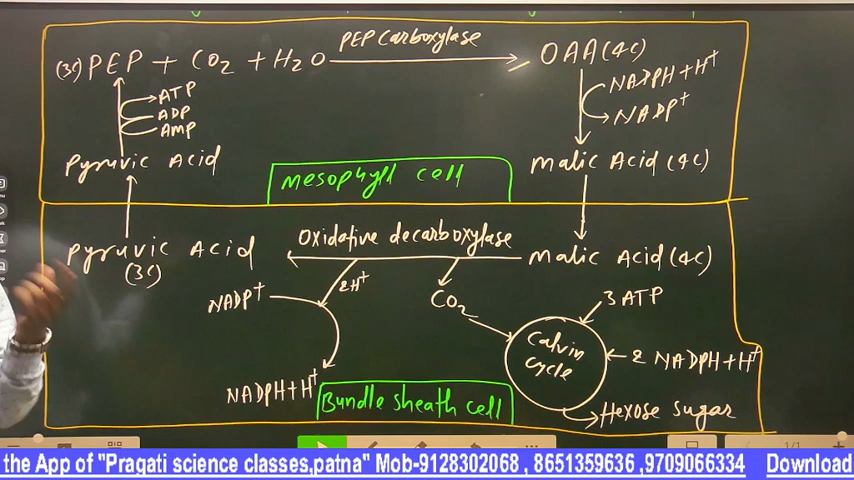 (3C) PEP + CO2 + H2O PEP Carboxylase OAA (4C)
ATP
ADP
AMP
NADPH + H+
NADP+
Pyruvic Acid
Malic Acid (4C)
Mesophyll cell
Pyruvic Acid
(3C)
Oxidative decarboxylase
Malic Acid (4C)
2H+
NADP+
CO2
3 ATP
Calvin
cycle
2 NADPH + H+
NADPH + H+
Bundle sheath cell
Hexose sugar
1/1
the App of "Pragati science classes,patna" Mob-9128302068 , 8651359636 ,9709066334 Download